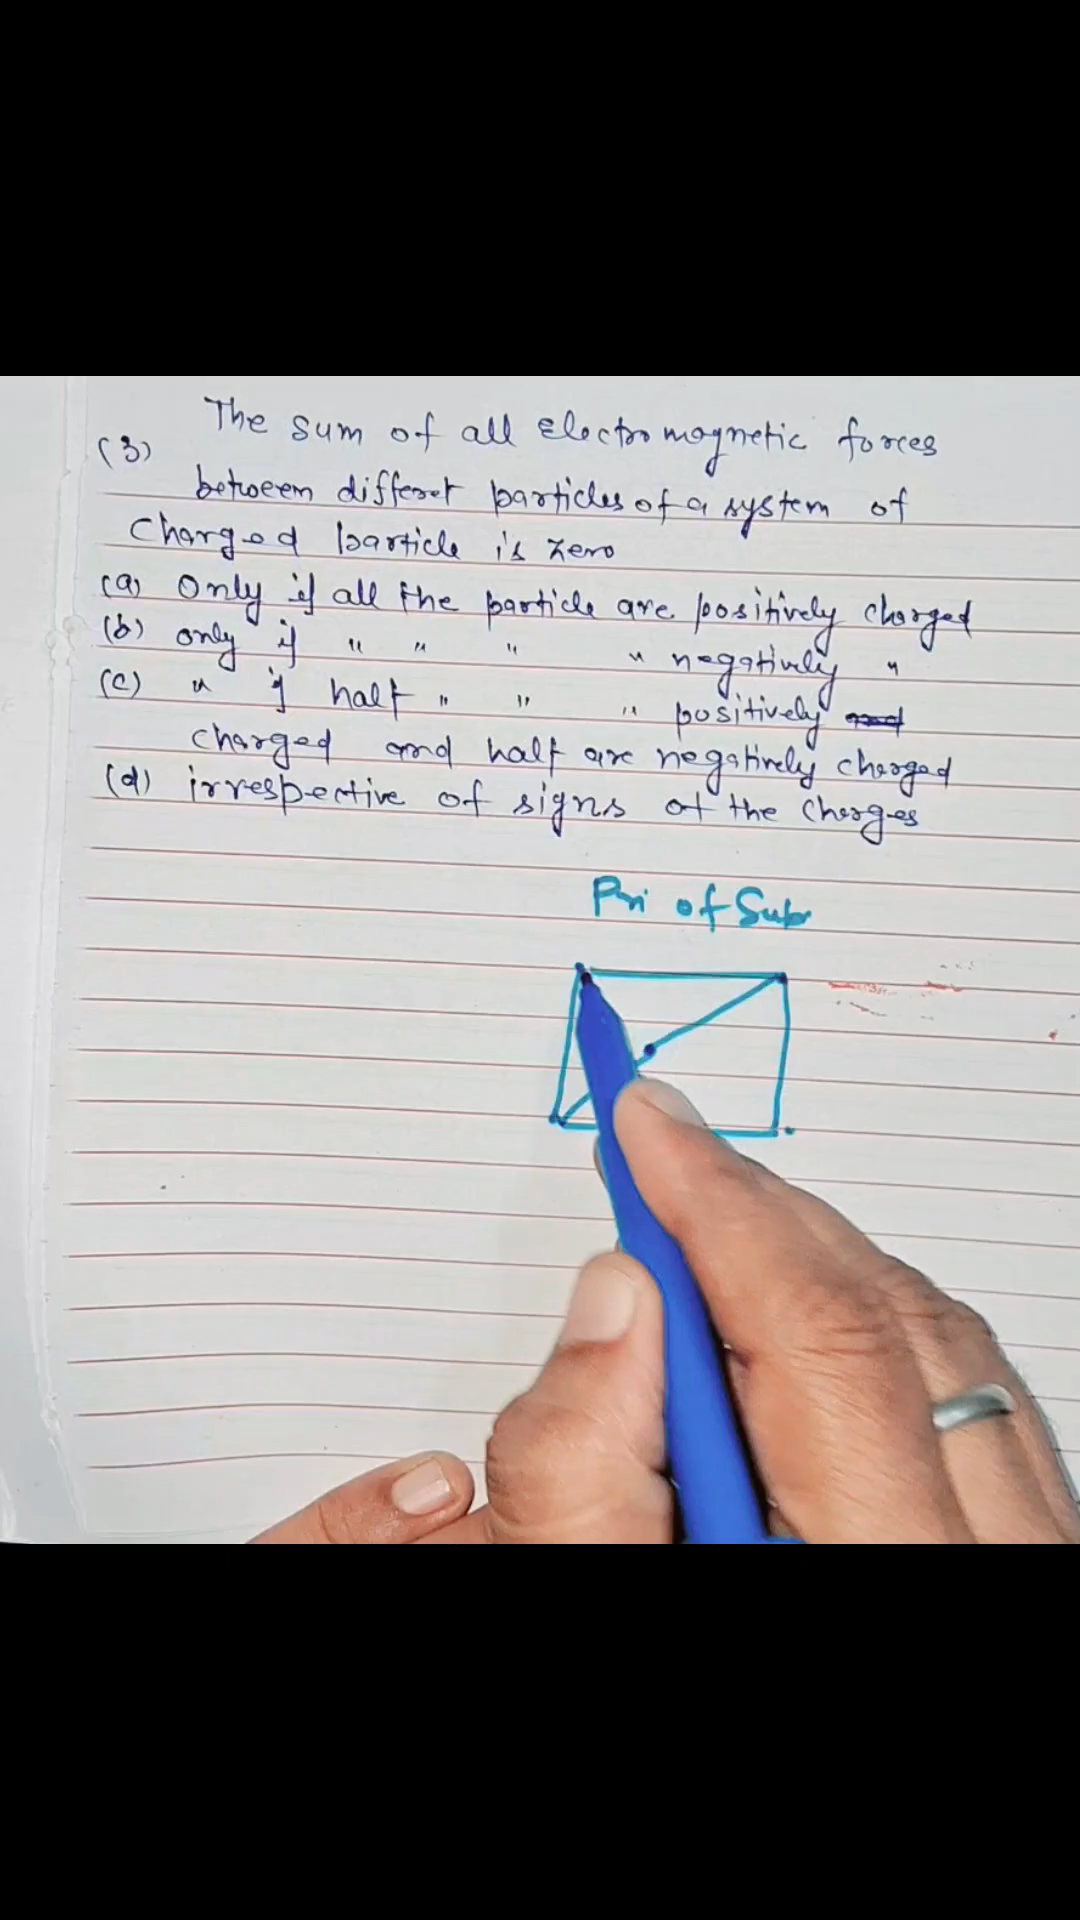 The sum of all Electromagnetic forces
(3)
between differet particles of a system of
Charged particle is zero
(a) Only if all the particle are positively charged
(b) only if " " " " negatively "
(c) " if half " " " positively
charged and half are negatively charged
(d) irrespective of signs of the charges
Pri of Sup